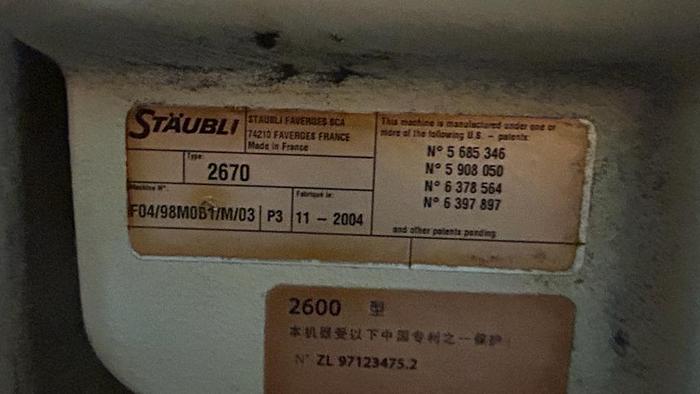 STÄUBLI
STAUBLI FAVERGES SCA
74210 FAVERGES FRANCE
Made in France
Type:
2670
Machine N°:
F04/98M0B1/M/03
P3
Fabriqué le:
11 – 2004
This machine is manufactured under one or
more of the following U.S. – patents:
N° 5 685 346
N° 5 908 050
N° 6 378 564
N° 6 397 897
and other patents pending
2600 型
本机器受以下中国专利之一保护
N° ZL 97123475.2